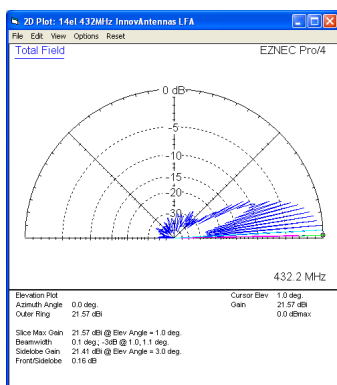 2D Plot: 14el 432MHz InnovAntennas LFA
File Edit View Options Reset
Total Field
EZNEC Pro/4
0 dB
-5
-10
-15
-20
-30
432.2 MHz
Elevation Plot
Azimuth Angle 0.0 deg.
Outer Ring 21.57 dBi
Cursor Elev 1.0 deg.
Gain 21.57 dBi
0.0 dBmax
Slice Max Gain 21.57 dBi @ Elev Angle = 1.0 deg.
Beamwidth 0.1 deg.; -3dB @ 1.0, 1.1 deg.
Sidelobe Gain 21.41 dBi @ Elev Angle = 3.0 deg.
Front/Sidelobe 0.16 dB